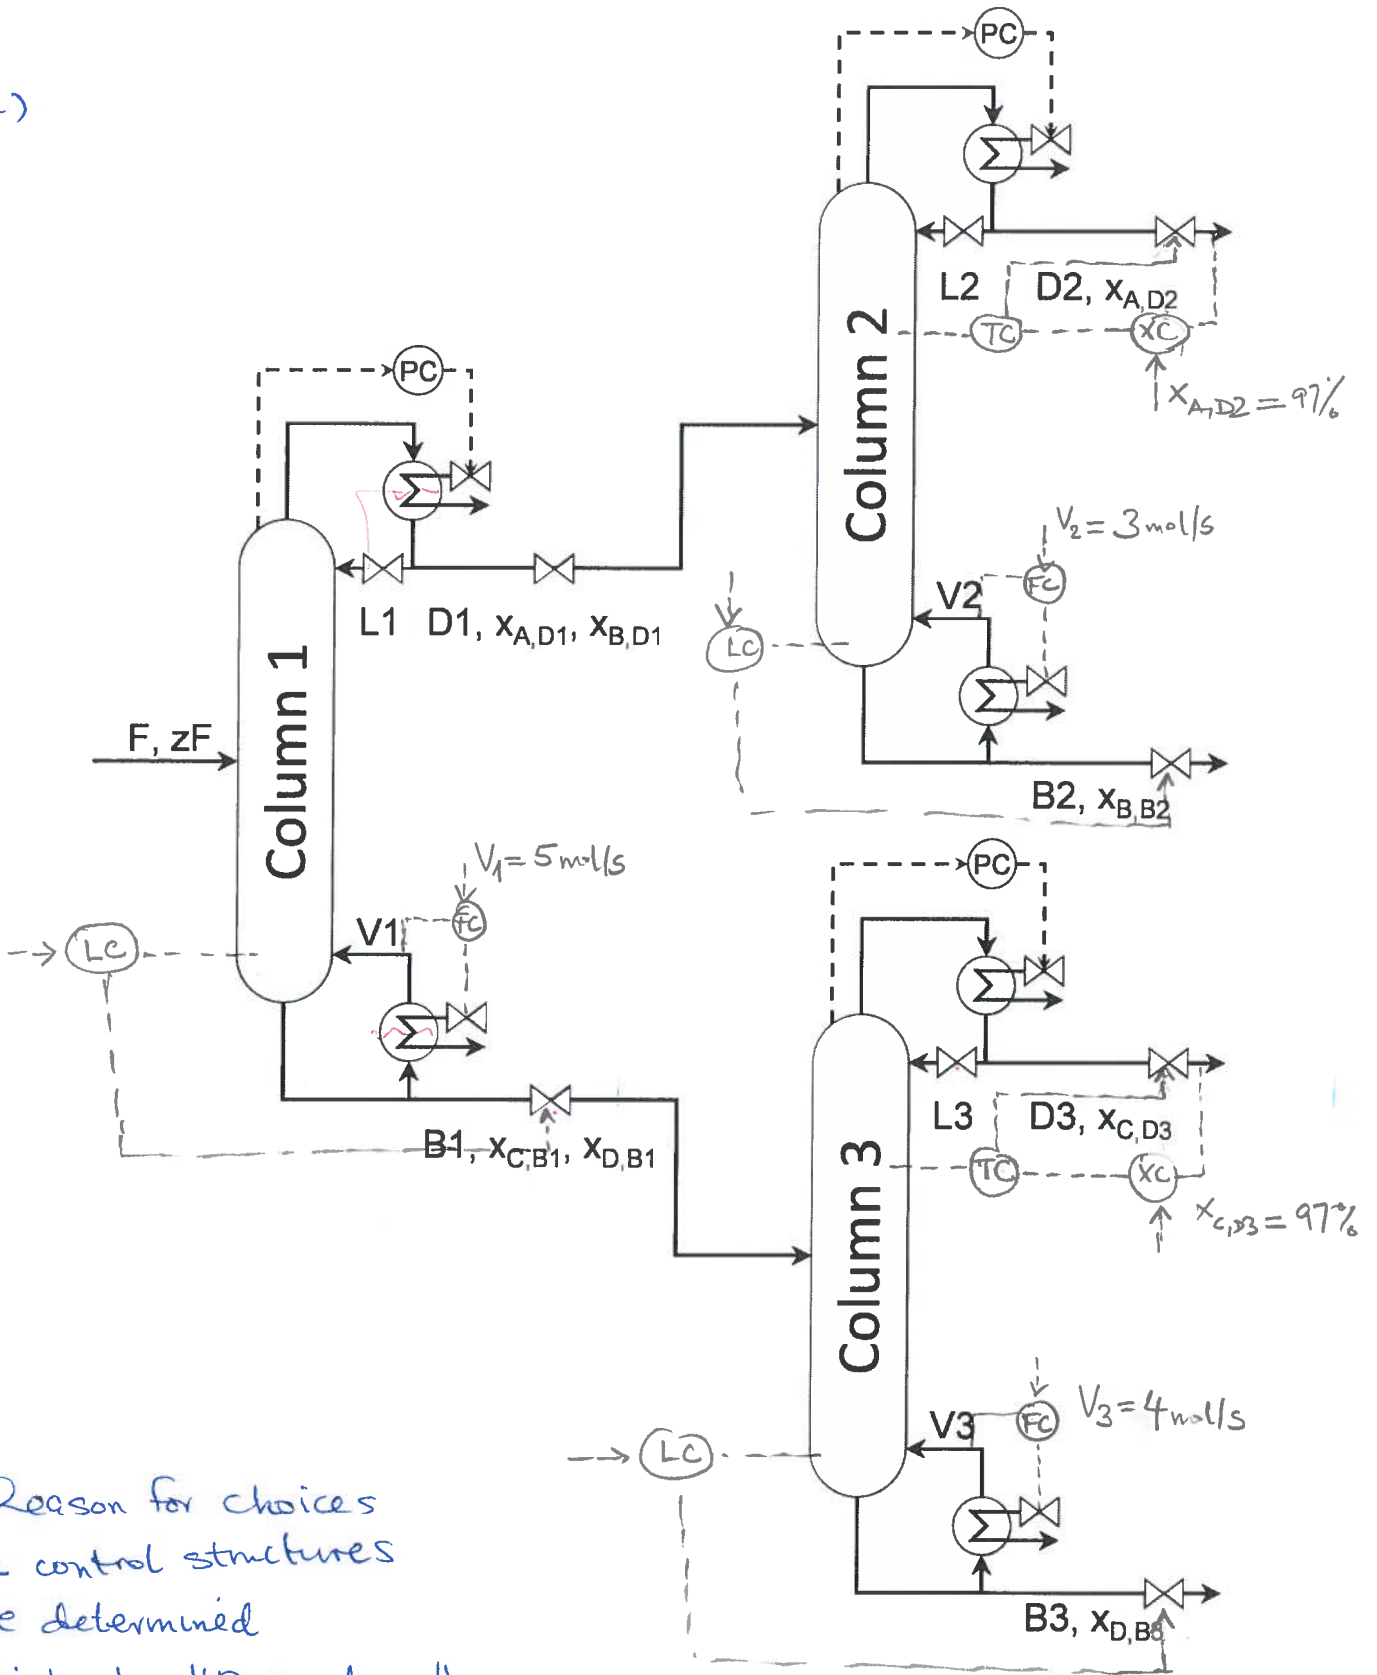 PC
PC
L2
D2, xA,D2
TC
XC
xA,D2 = 97%
Column 2
L1
D1, xA,D1, xB,D1
V2 = 3 mol/s
FC
V2
LC
Column 1
F, zF
B2, xB,B2
V1 = 5 mol/s
FC
V1
LC
PC
B1, xC,B1, xD,B1
L3
D3, xC,D3
TC
XC
xC,D3 = 97%
Column 3
V3 = 4 mol/s
FC
V3
LC
Reason for choices
control structures
determined
B3, xD,B3